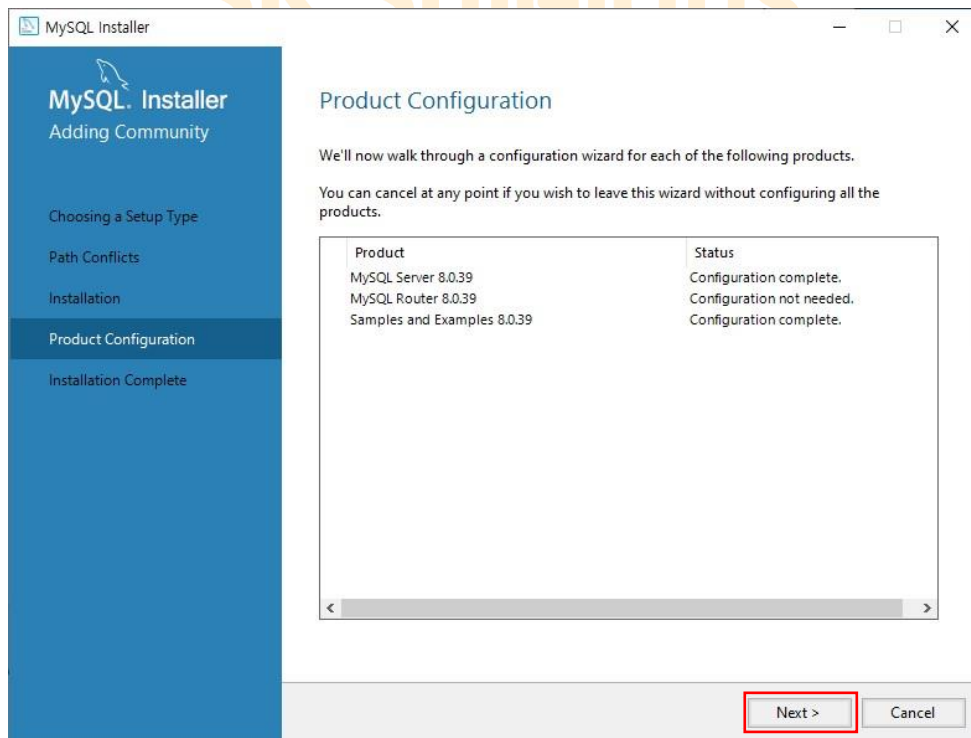 MySQL Installer
MySQL. Installer
Adding Community
Choosing a Setup Type
Path Conflicts
Installation
Product Configuration
Installation Complete
Product Configuration
We'll now walk through a configuration wizard for each of the following products.
You can cancel at any point if you wish to leave this wizard without configuring all the
products.
Product Status
MySQL Server 8.0.39 Configuration complete.
MySQL Router 8.0.39 Configuration not needed.
Samples and Examples 8.0.39 Configuration complete.
Next >
Cancel